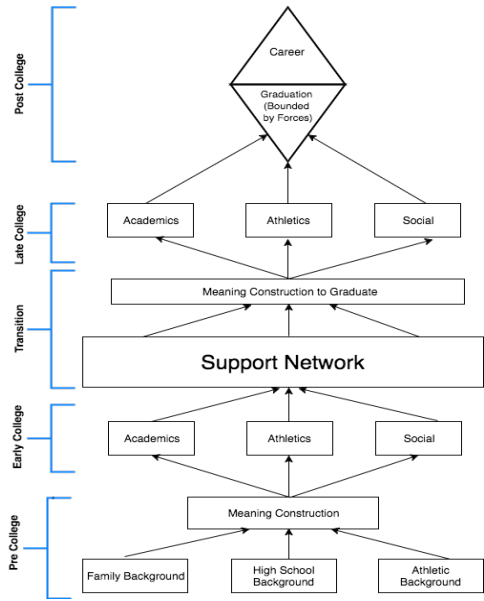 Post College
Career
Graduation
(Bounded
by Forces)
Late College
Academics
Athletics
Social
Transition
Meaning Construction to Graduate
Support Network
Early College
Academics
Athletics
Social
Pre College
Meaning Construction
Family Background
High School
Background
Athletic
Background